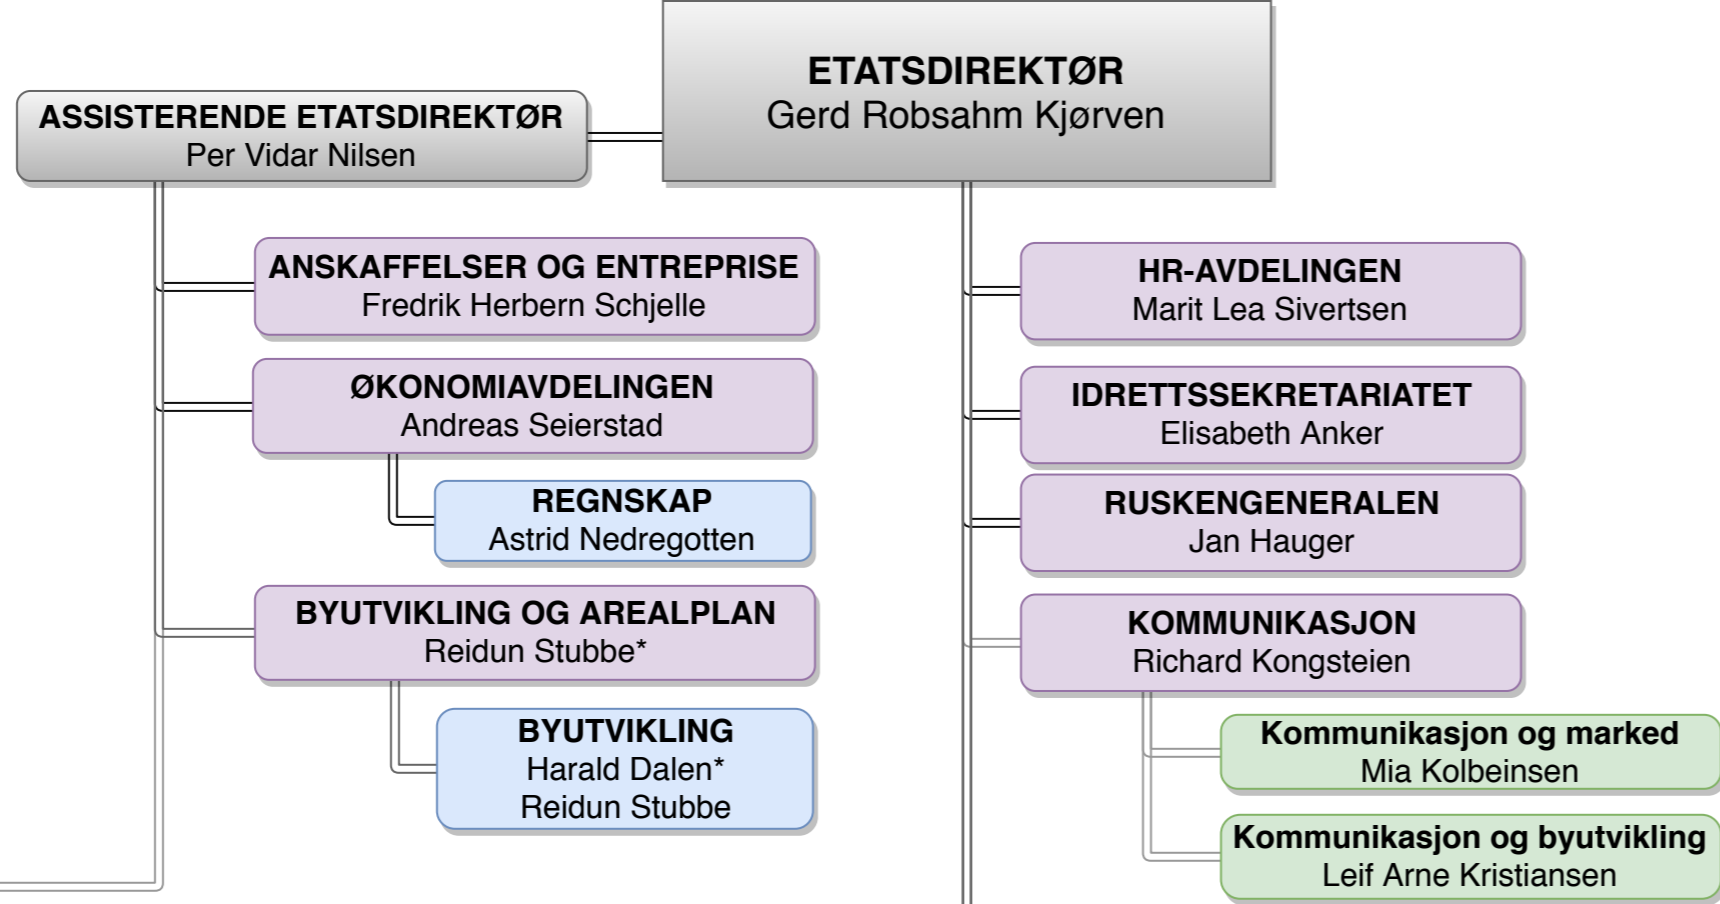 ETATSDIREKTØR
Gerd Robsahm Kjørven
ASSISTERENDE ETATSDIREKTØR
Per Vidar Nilsen
ANSKAFFELSER OG ENTREPRISE
Fredrik Herbern Schjelle
ØKONOMIAVDELINGEN
Andreas Seierstad
REGNSKAP
Astrid Nedregotten
BYUTVIKLING OG AREALPLAN
Reidun Stubbe*
BYUTVIKLING
Harald Dalen*
Reidun Stubbe
HR-AVDELINGEN
Marit Lea Sivertsen
IDRETTSSEKRETARIATET
Elisabeth Anker
RUSKENGENERALEN
Jan Hauger
KOMMUNIKASJON
Richard Kongsteien
Kommunikasjon og marked
Mia Kolbeinsen
Kommunikasjon og byutvikling
Leif Arne Kristiansen